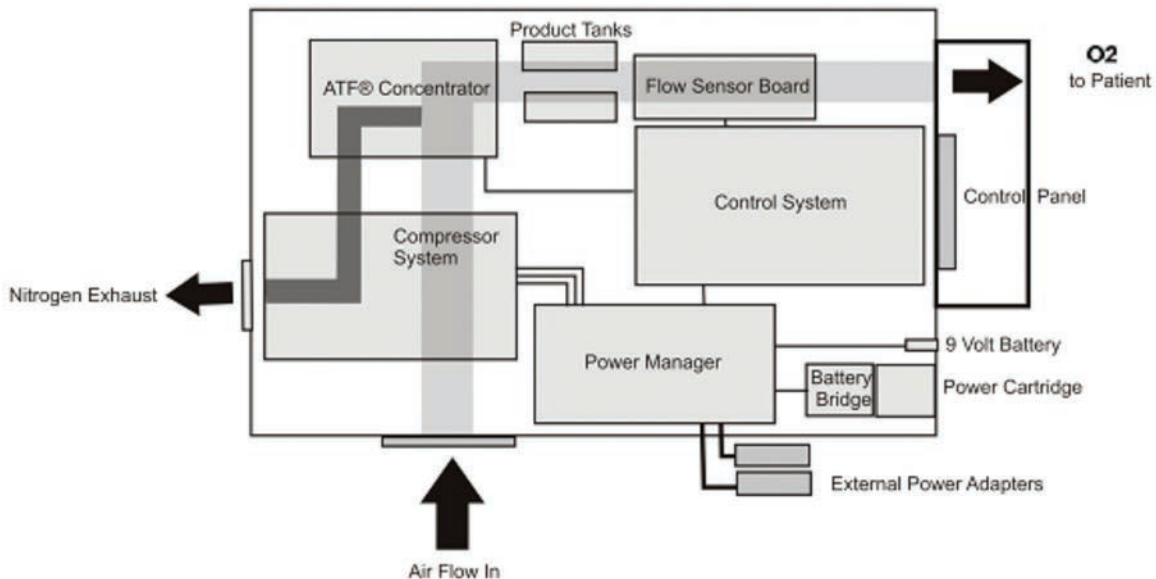 Product Tanks
O2
to Patient
ATF® Concentrator
Flow Sensor Board
Control System
Control Panel
Compressor
System
Nitrogen Exhaust
9 Volt Battery
Power Manager
Battery
Bridge
Power Cartridge
External Power Adapters
Air Flow In